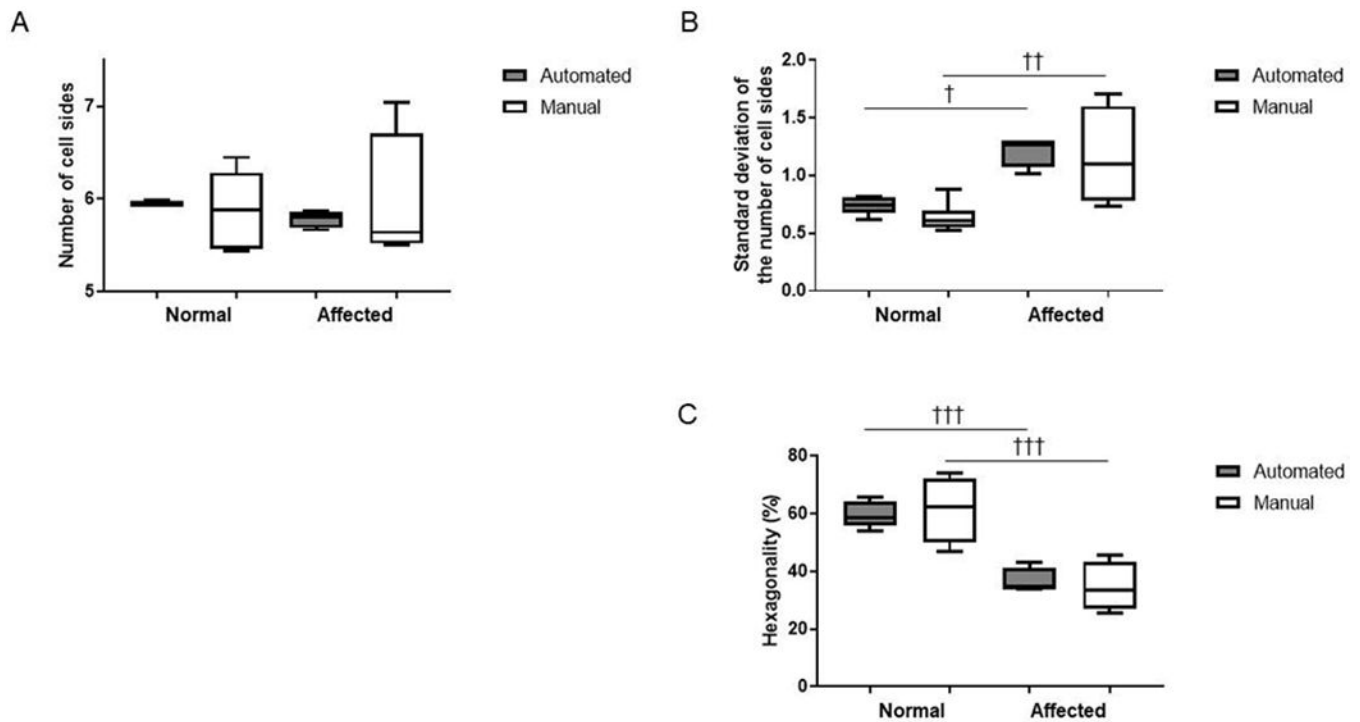 A
Number of cell sides
7
6
5
Normal
Affected
Automated
Manual
B
Standard deviation of
the number of cell sides
2.0
1.5
1.0
0.5
0.0
†
††
Normal
Affected
Automated
Manual
C
Hexagonality (%)
80
60
40
20
0
†††
†††
Normal
Affected
Automated
Manual